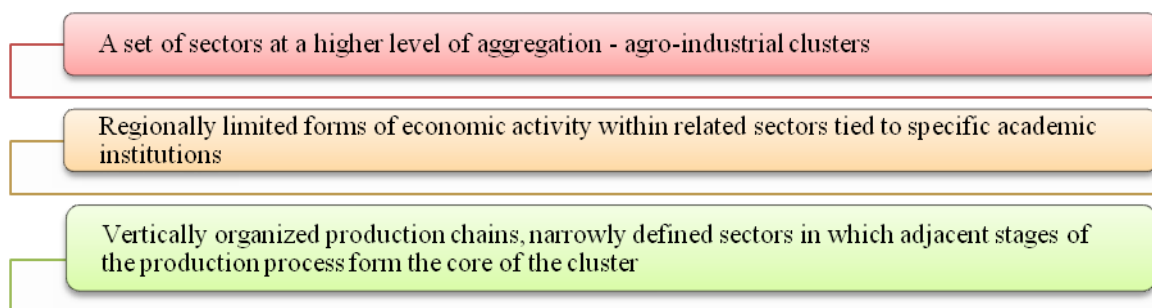 A set of sectors at a higher level of aggregation - agro-industrial clusters
Regionally limited forms of economic activity within related sectors tied to specific academic
institutions
Vertically organized production chains, narrowly defined sectors in which adjacent stages of
the production process form the core of the cluster